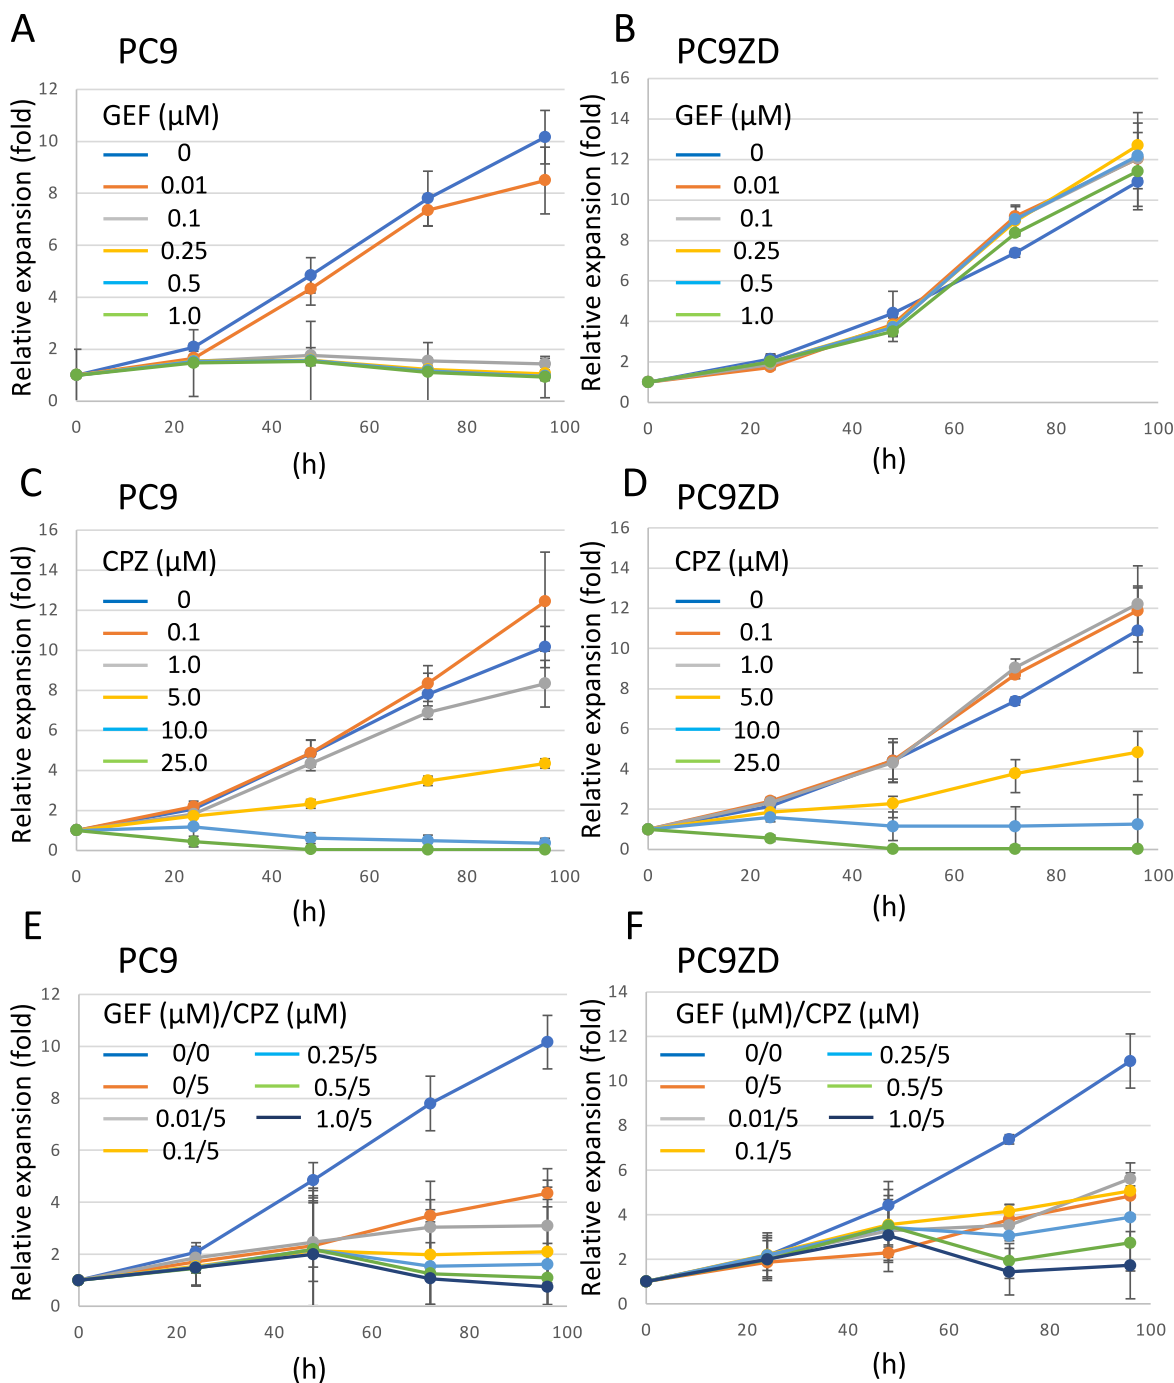 A
PC9
Relative expansion (fold)
12
10
8
6
4
2
0
GEF (µM)
0
0.01
0.1
0.25
0.5
1.0
0 20 40 60 80 100
(h)
B
PC9ZD
Relative expansion (fold)
16
14
12
10
8
6
4
2
0
GEF (µM)
0
0.01
0.1
0.25
0.5
1.0
0 20 40 60 80 100
(h)
C
PC9
Relative expansion (fold)
16
14
12
10
8
6
4
2
0
CPZ (µM)
0
0.1
1.0
5.0
10.0
25.0
0 20 40 60 80 100
(h)
D
PC9ZD
Relative expansion (fold)
16
14
12
10
8
6
4
2
0
CPZ (µM)
0
0.1
1.0
5.0
10.0
25.0
0 20 40 60 80 100
(h)
E
PC9
Relative expansion (fold)
12
10
8
6
4
2
0
GEF (µM)/CPZ (µM)
0/0 0.25/5
0/5 0.5/5
0.01/5 1.0/5
0.1/5
0 20 40 60 80 100
(h)
F
PC9ZD
Relative expansion (fold)
14
12
10
8
6
4
2
0
GEF (µM)/CPZ (µM)
0/0 0.25/5
0/5 0.5/5
0.01/5 1.0/5
0.1/5
0 20 40 60 80 100
(h)